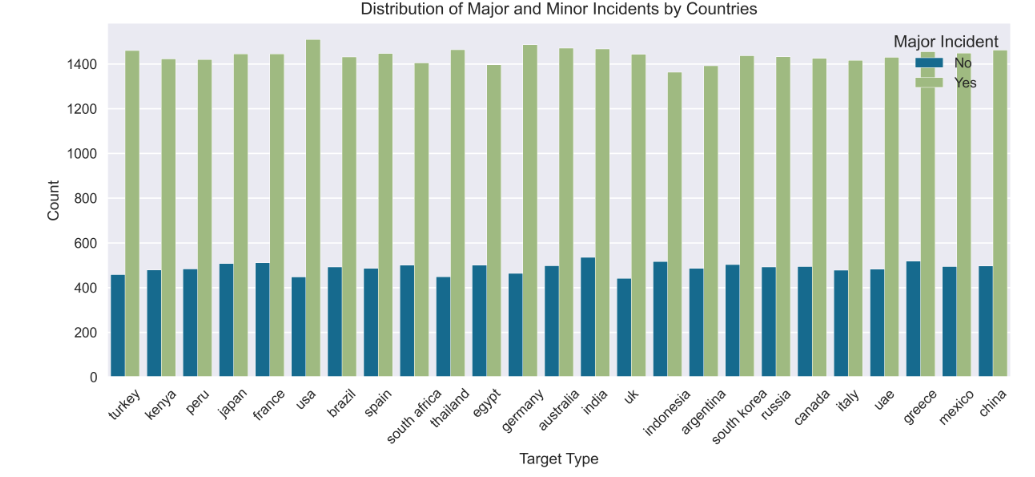 Distribution of Major and Minor Incidents by Countries
Major Incident
No
Yes
Count
1400
1200
1000
800
600
400
200
0
turkey
kenya
peru
japan
france
usa
brazil
spain
south africa
thailand
egypt
germany
australia
india
uk
indonesia
argentina
south korea
russia
canada
italy
uae
greece
mexico
china
Target Type